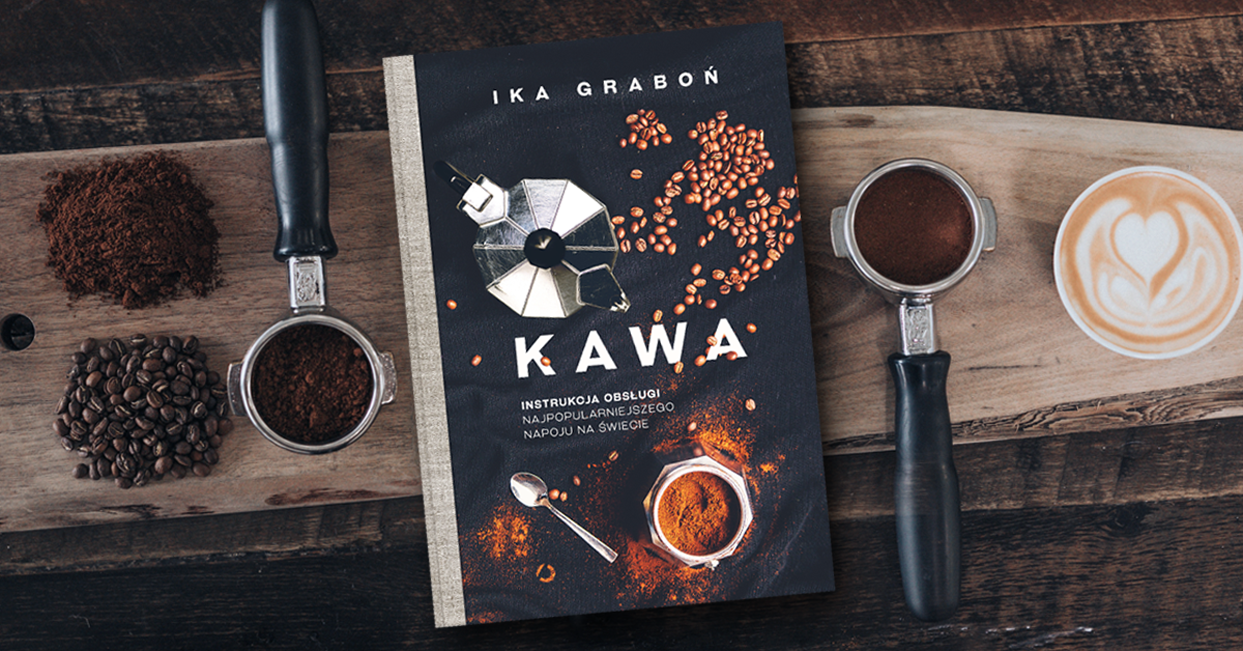 IKA GRABOŃ
KAWA
INSTRUKCJA OBSŁUGI
NAJPOPULARNIEJSZEGO
NAPOJU NA ŚWIECIE